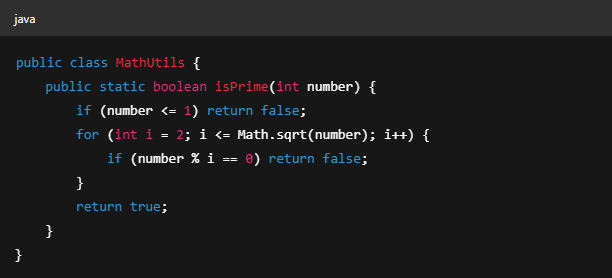 java
public class MathUtils {
    public static boolean isPrime(int number) {
        if (number <= 1) return false;
        for (int i = 2; i <= Math.sqrt(number); i++) {
            if (number % i == 0) return false;
        }
        return true;
    }
}